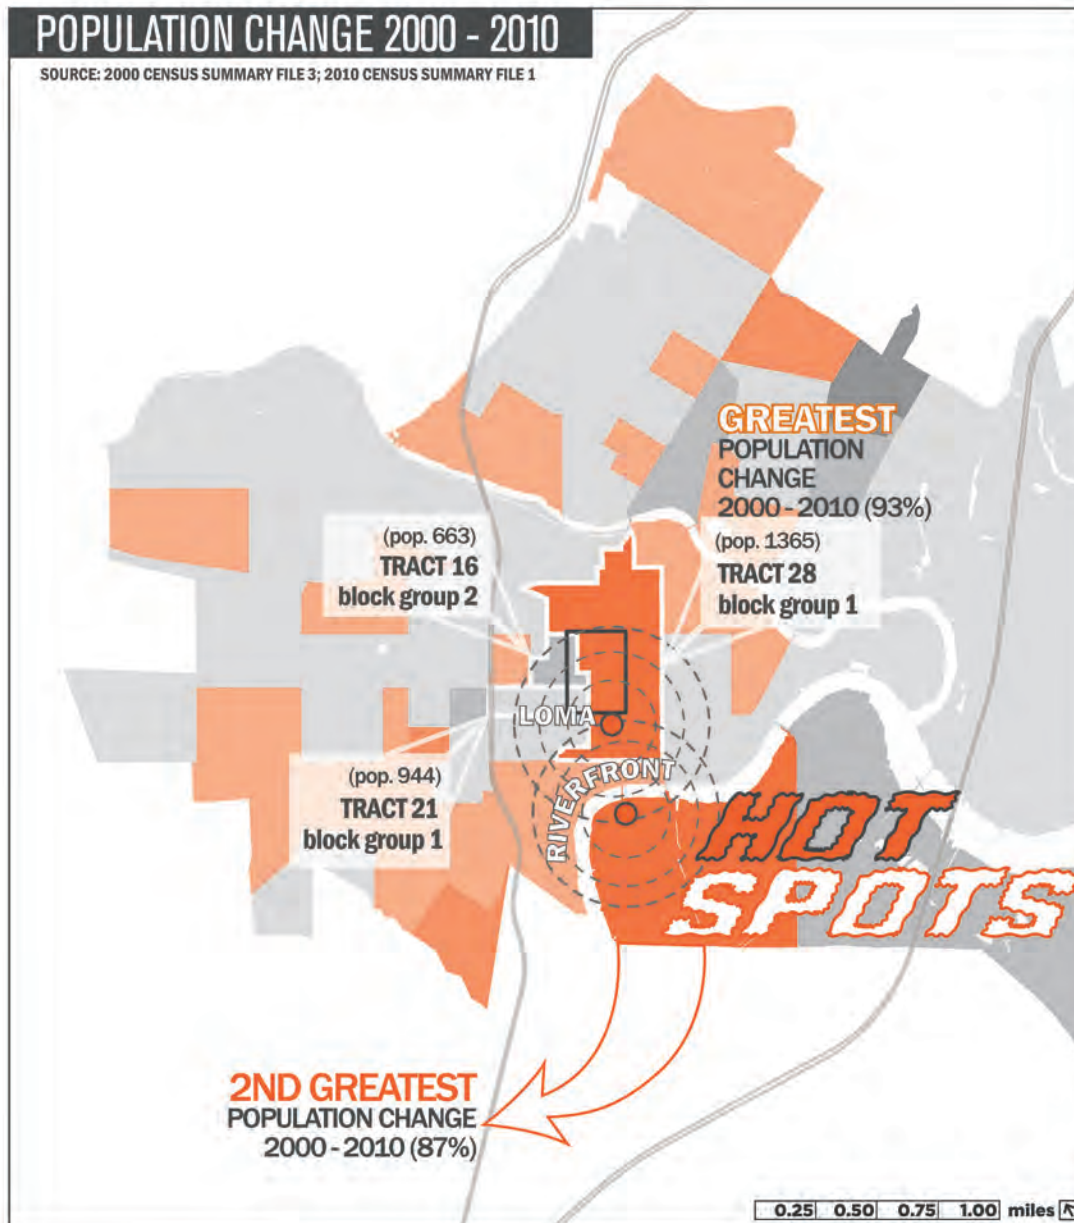 POPULATION CHANGE 2000 - 2010
SOURCE: 2000 CENSUS SUMMARY FILE 3; 2010 CENSUS SUMMARY FILE 1
GREATEST
POPULATION
CHANGE
2000 - 2010 (93%)
(pop. 1365)
TRACT 28
block group 1
(pop. 663)
TRACT 16
block group 2
LOMA
RIVERFRONT
(pop. 944)
TRACT 21
block group 1
HOT
SPOTS
2ND GREATEST
POPULATION CHANGE
2000 - 2010 (87%)
0.25 0.50 0.75 1.00 miles